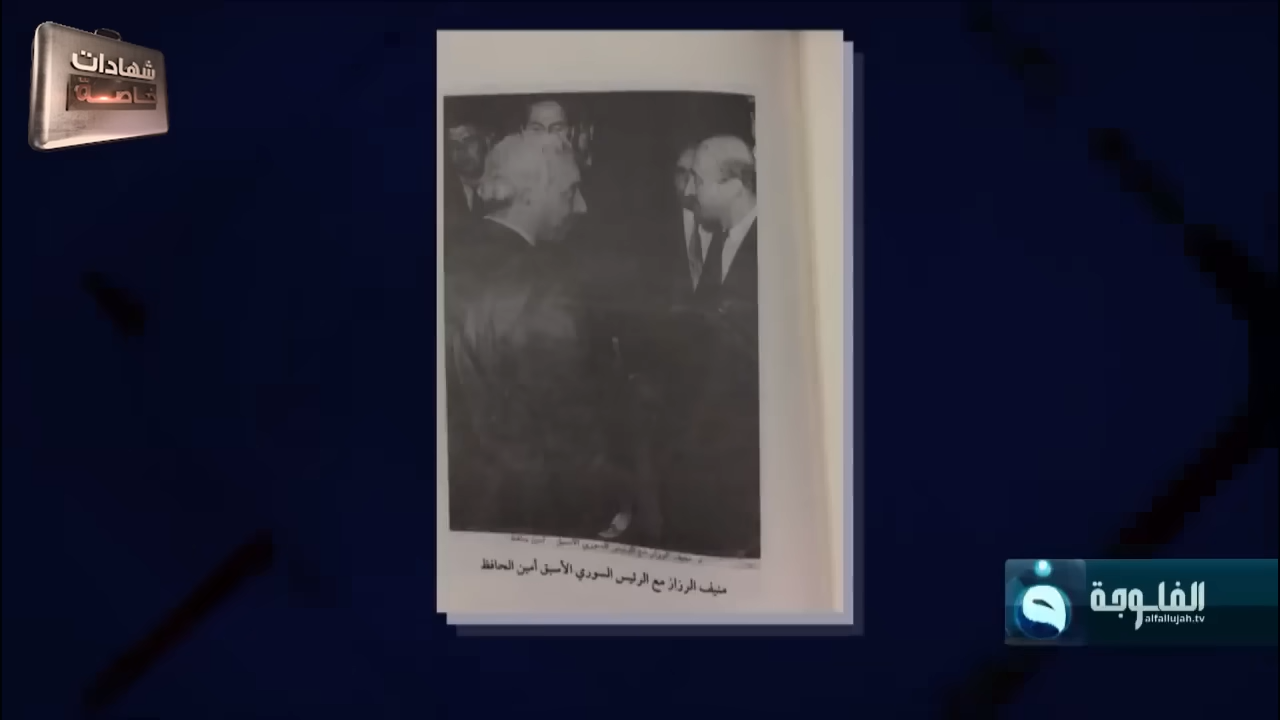 شهادات
خاصة
منيف الرزاز مع الرئيس السوري الأسبق أمين الحافظ
الفلوجة
alfallujah.tv